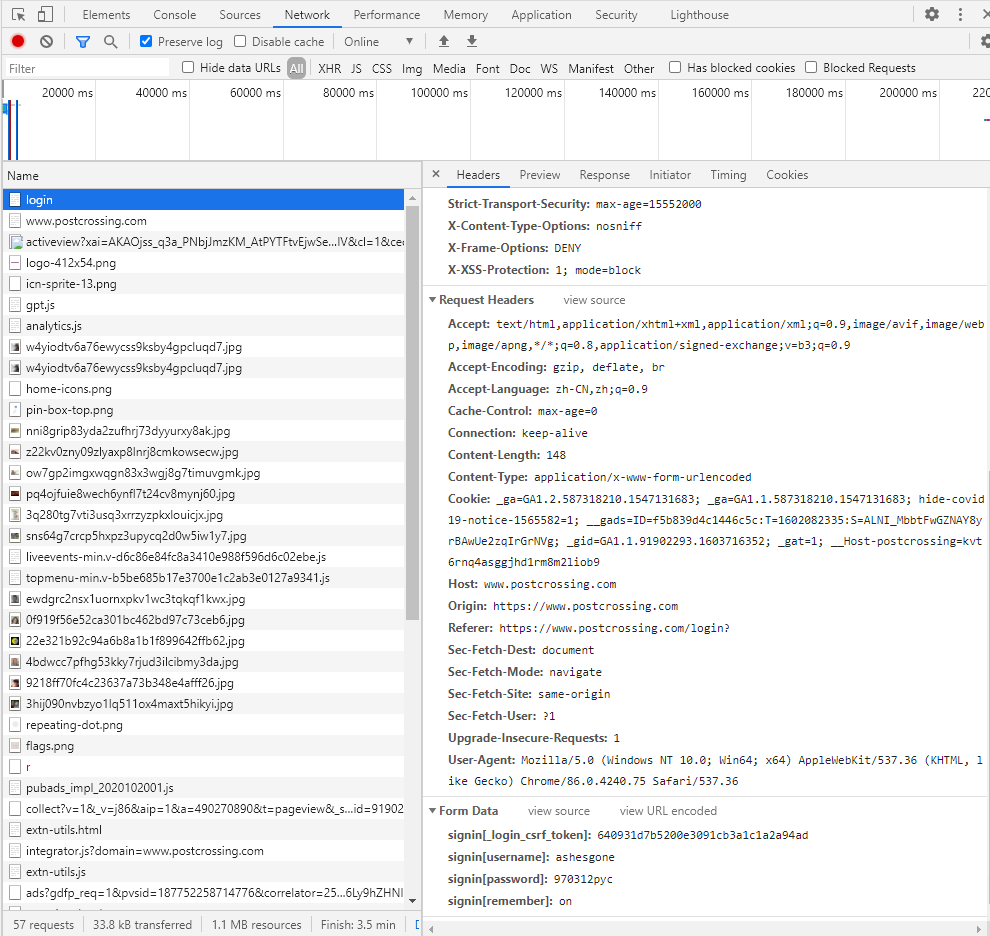 Elements Console Sources Network Performance Memory Application Security Lighthouse
Preserve log Disable cache Online
Filter Hide data URLs All XHR JS CSS Img Media Font Doc WS Manifest Other Has blocked cookies Blocked Requests
20000 ms 40000 ms 60000 ms 80000 ms 100000 ms 120000 ms 140000 ms 160000 ms 180000 ms 200000 ms 220
Name
login
www.postcrossing.com
activeview?xai=AKAOjss_q3a_PNbjJmzKM_AtPYTFtvEjwSe...lV&cl=1&cec
logo-412x54.png
icn-sprite-13.png
gpt.js
analytics.js
w4yiodtv6a76ewycss9ksby4gpcluqd7.jpg
w4yiodtv6a76ewycss9ksby4gpcluqd7.jpg
home-icons.png
pin-box-top.png
nni8grip83yda2zufhrj73dyyurxy8ak.jpg
z22kv0zny09zlyaxp8lnrj8cmkowsecw.jpg
ow7gp2imgxwqgn83x3wgj8g7timuvgmk.jpg
pq4ojfuie8wech6ynfl7t24cv8mynj60.jpg
3q280tg7vti3usq3xrrzyzpkxlouicjx.jpg
sns64g7crcp5hxpz3upycq2d0w5iw1y7.jpg
liveevents-min.v-d6c86e84fc8a3410e988f596d6c02ebe.js
topmenu-min.v-b5be685b17e3700e1c2ab3e0127a9341.js
ewdgrc2nsx1uornxpkv1wc3tqkqf1kwx.jpg
0f919f56e52ca301bc462bd97c73ceb6.jpg
22e321b92c94a6b8a1b1f899642ffb62.jpg
4bdwcc7pfhg53kky7rjud3ilcibmy3da.jpg
9218ff70fc4c23637a73b348e4afff26.jpg
3hij090nvbzyo1lq511ox4maxt5hikyi.jpg
repeating-dot.png
flags.png
r
pubads_impl_2020102001.js
collect?v=1&_v=j86&aip=1&a=490270890&t=pageview&_s...id=91902
extn-utils.html
integrator.js?domain=www.postcrossing.com
extn-utils.js
ads?gdfp_req=1&pvsid=187752258714776&correlator=25...6Ly9hZHNl
57 requests 33.8 kB transferred 1.1 MB resources Finish: 3.5 min
Headers Preview Response Initiator Timing Cookies
Strict-Transport-Security: max-age=15552000
X-Content-Type-Options: nosniff
X-Frame-Options: DENY
X-XSS-Protection: 1; mode=block
Request Headers view source
Accept: text/html,application/xhtml+xml,application/xml;q=0.9,image/avif,image/web
p,image/apng,*/*;q=0.8,application/signed-exchange;v=b3;q=0.9
Accept-Encoding: gzip, deflate, br
Accept-Language: zh-CN,zh;q=0.9
Cache-Control: max-age=0
Connection: keep-alive
Content-Length: 148
Content-Type: application/x-www-form-urlencoded
Cookie: _ga=GA1.2.587318210.1547131683; _ga=GA1.1.587318210.1547131683; hide-covid
19-notice-1565582=1; __gads=ID=f5b839d4c1446c5c:T=1602082335:S=ALNI_MbbtFwGZNAY8y
rBAwUe2zqIrGrNVg; _gid=GA1.1.91902293.1603716352; _gat=1; __Host-postcrossing=kvt
6rnq4asggjhd1rm8m2liob9
Host: www.postcrossing.com
Origin: https://www.postcrossing.com
Referer: https://www.postcrossing.com/login?
Sec-Fetch-Dest: document
Sec-Fetch-Mode: navigate
Sec-Fetch-Site: same-origin
Sec-Fetch-User: ?1
Upgrade-Insecure-Requests: 1
User-Agent: Mozilla/5.0 (Windows NT 10.0; Win64; x64) AppleWebKit/537.36 (KHTML, l
ike Gecko) Chrome/86.0.4240.75 Safari/537.36
Form Data view source view URL encoded
signin[_login_csrf_token]: 640931d7b5200e3091cb3a1c1a2a94ad
signin[username]: ashesgone
signin[password]: 970312pyc
signin[remember]: on